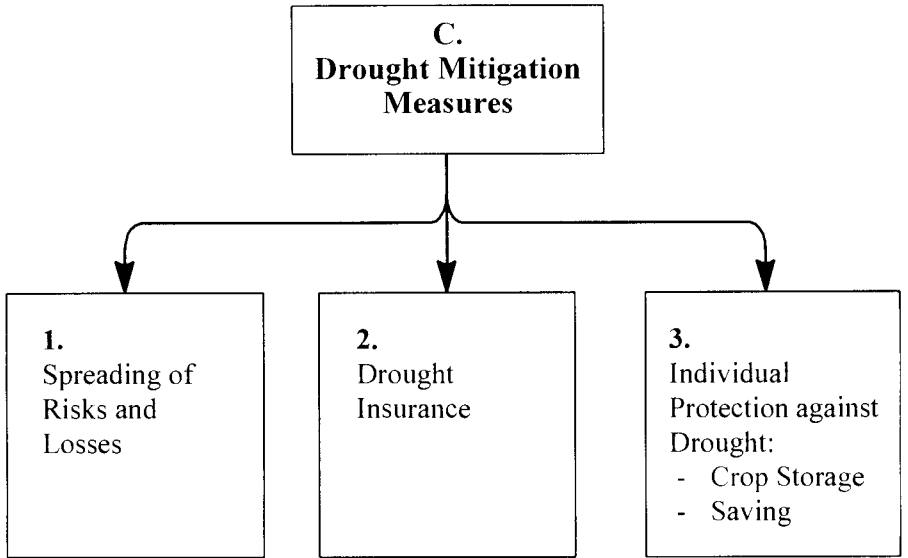 C.
Drought Mitigation
Measures
1.
Spreading of
Risks and
Losses
2.
Drought
Insurance
3.
Individual
Protection against
Drought:
- Crop Storage
- Saving